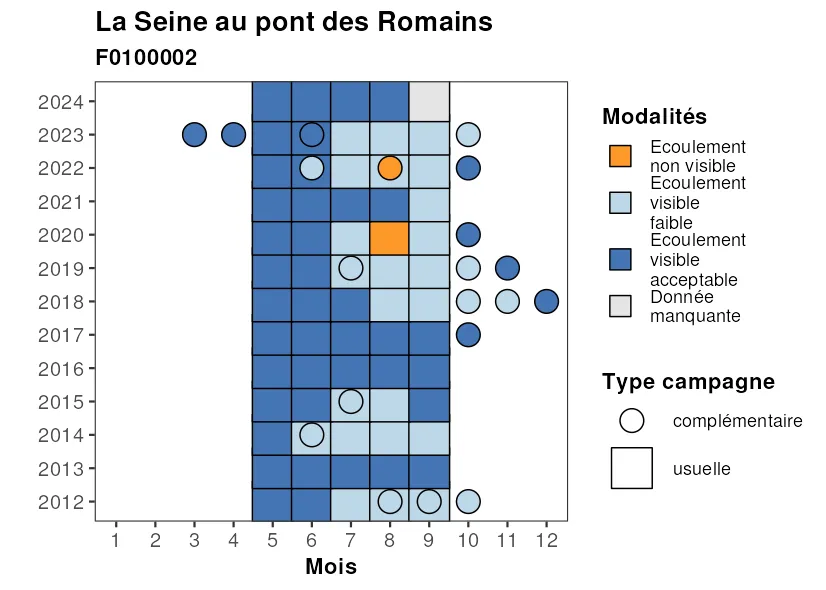 La Seine au pont des Romains
F0100002
2024
2023
2022
2021
2020
2019
2018
2017
2016
2015
2014
2013
2012
1 2 3 4 5 6 7 8 9 10 11 12
Mois
Modalités
Ecoulement
non visible
Ecoulement
visible
faible
Ecoulement
visible
acceptable
Donnée
manquante
Type campagne
complémentaire
usuelle